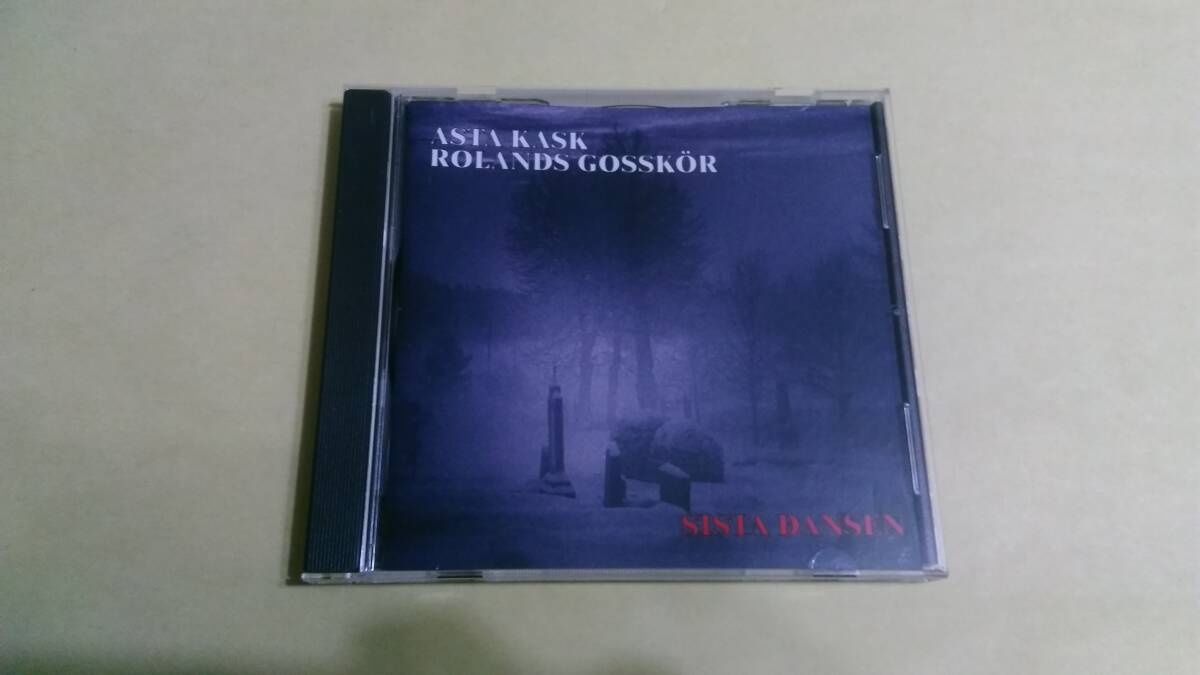 ASTA KASK
ROLANDS GOSSKÖR
SISTA DANSEN